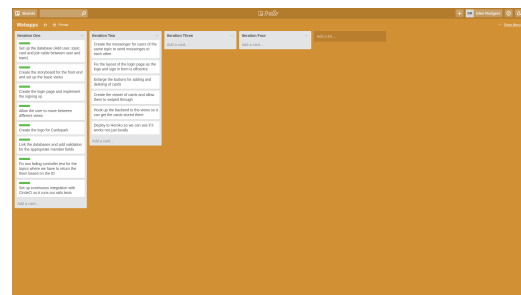 Boards
Trello
Webapps
Private
Iteration One
Set up the database (Add user, topic
card and join table between user and
topic)
Create the storyboard for the front end
and set up the basic views
Create the login page and implement
the signing up
Allow the user to move between
different views
Create the logo for Cardspark
Link the databases and add validation
for the appropriate member fields
Fix two failing controller test for the
topics where we have to return the
them based on the ID
Set up continuous integration with
CircleCI so it runs our rails tests
Add a card...
Iteration Two
Create the messenger for users of the
same topic to send messages to
each other
Fix the layout of the login page so the
logo and sign in form is off
Enlarge the buttons for adding and
deleting of cards
Create the viewer of cards and allow
them to swiped through
Hook up the backend to the views so it
can get the cards stored there
Deploy to Heroku so we can see if it
works not just locally
Add a card...
Iteration Three
Add a card...
Iteration Four
Add a card...
Add a list...